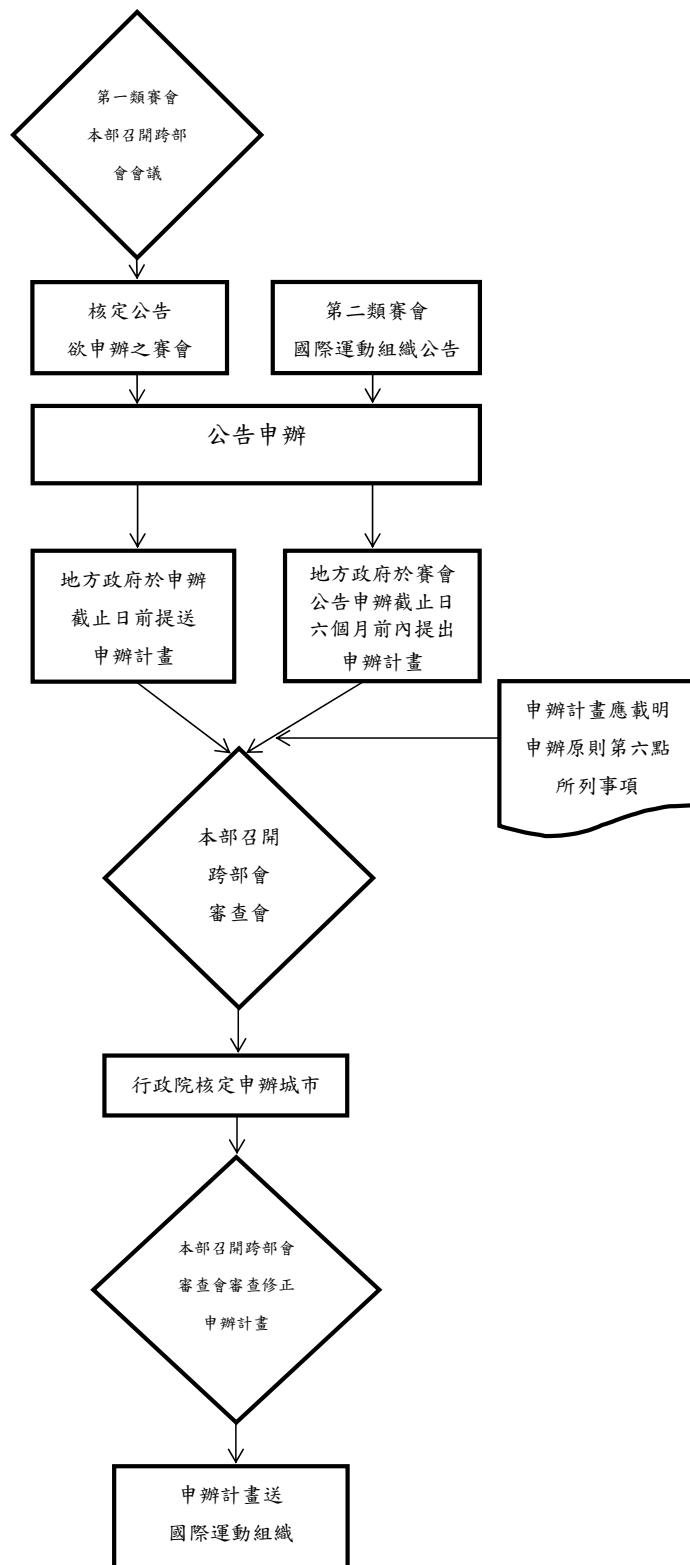 第一類賽會
本部召開跨部
會會議
核定公告
欲申辦之賽會
第二類賽會
國際運動組織公告
公告申辦
地方政府於申辦
截止日前提送
申辦計畫
地方政府於賽會
公告申辦截止日
六個月前內提出
申辦計畫
申辦計畫應載明
申辦原則第六點
所列事項
本部召開
跨部會
審查會
行政院核定申辦城市
本部召開跨部會
審查會審查修正
申辦計畫
申辦計畫送
國際運動組織